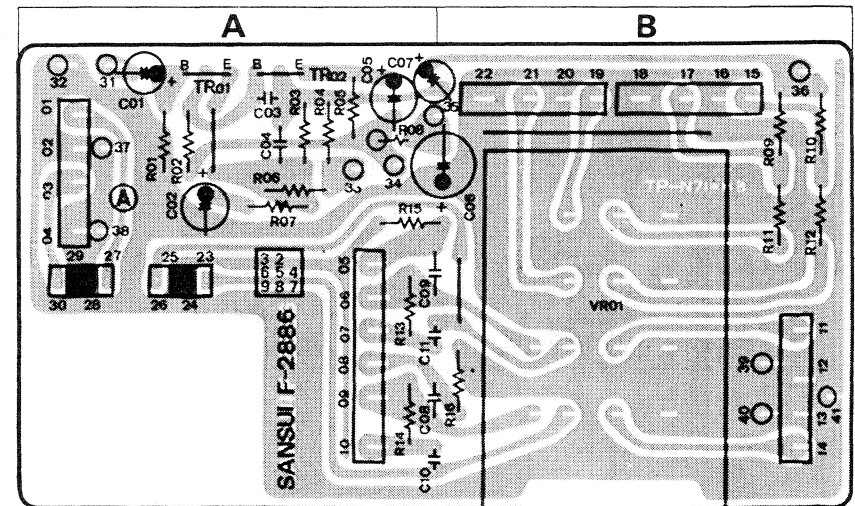 A
B
32
31
C01
B
E
TR01
B
E
TR02
C05
C07
35
22
21
20
19
18
17
16
15
36
01
02
03
04
37
38
A
R01
R02
C02
C03
C04
R03
R04
R05
R08
33
34
C06
R06
R07
R15
R09
R10
R11
R12
29
27
30
28
25
23
26
24
3 2
6 5 4
9 8 7
05
06
07
08
09
10
C09
R13
C11
C08
R14
C10
R16
VR01
SANSUI F-2886
39
40
41
11
12
13
14